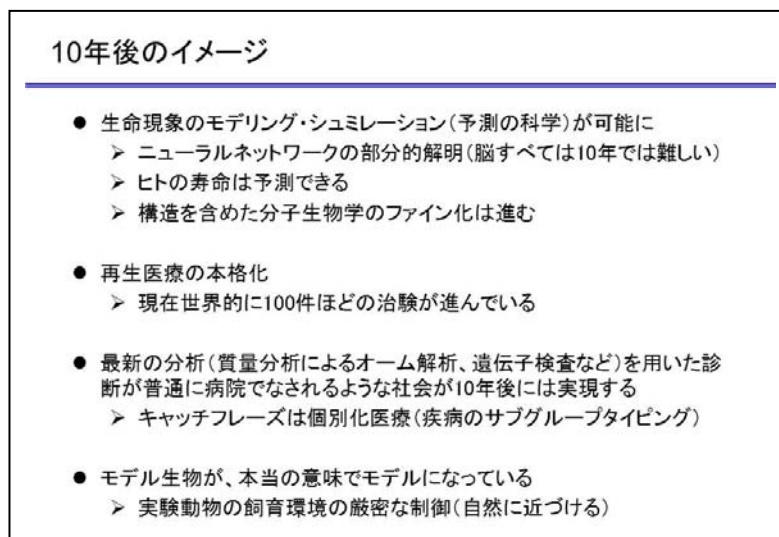 10年後のイメージ
● 生命現象のモデリング・シュミレーション（予測の科学）が可能に
➢ ニューラルネットワークの部分的解明（脳すべては10年では難しい）
➢ ヒトの寿命は予測できる
➢ 構造を含めた分子生物学のファイン化は進む
● 再生医療の本格化
➢ 現在世界的に100件ほどの治験が進んでいる
● 最新の分析（質量分析によるオーム解析、遺伝子検査など）を用いた診
断が普通に病院でなされるような社会が10年後には実現する
➢ キャッチフレーズは個別化医療（疾病のサブグループタイピング）
● モデル生物が、本当の意味でモデルになっている
➢ 実験動物の飼育環境の厳密な制御（自然に近づける）